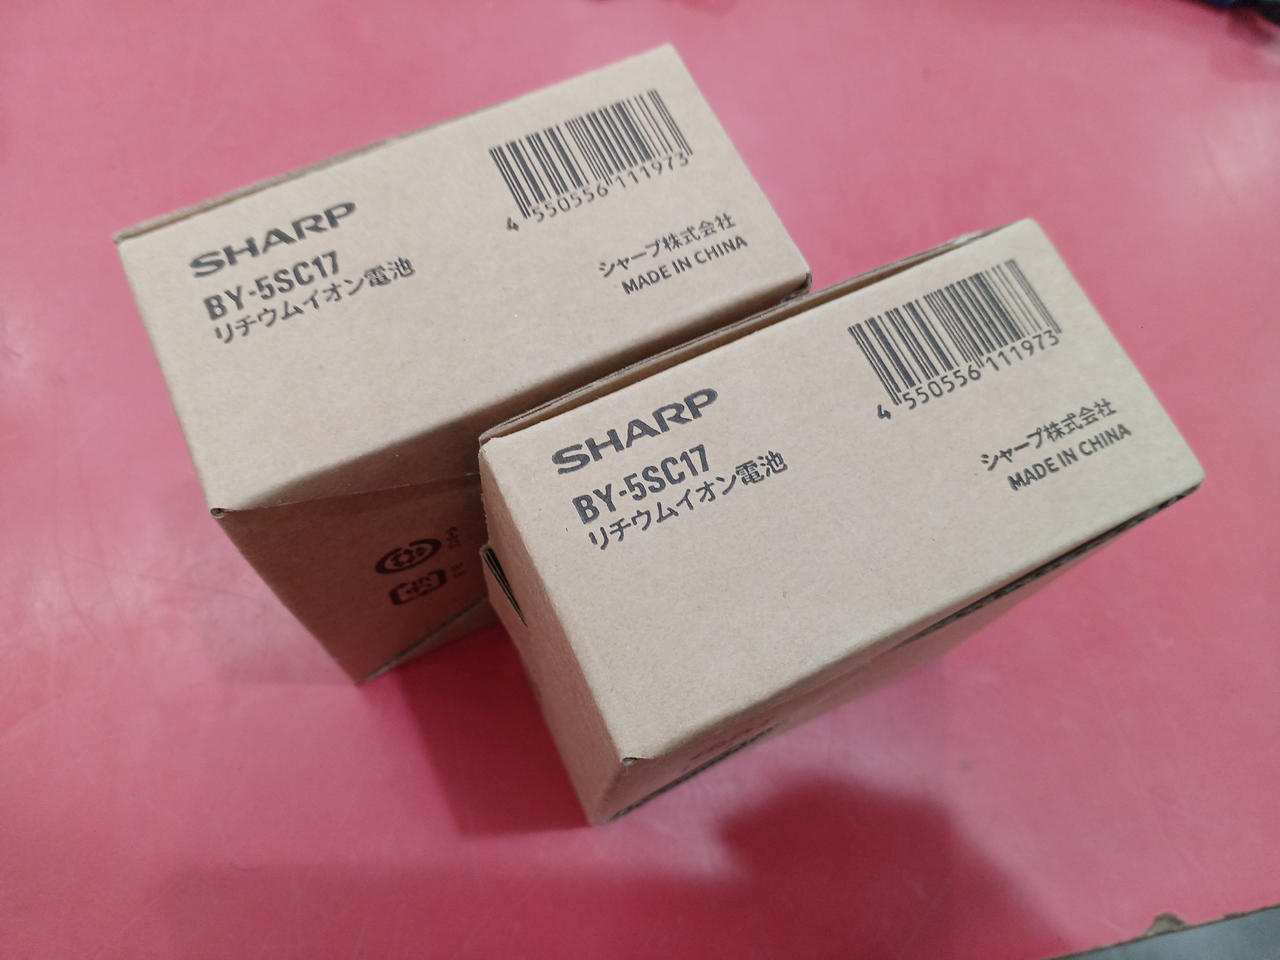 SHARP
BY-5SC17
リチウムイオン電池
4 550556 111973
シャープ株式会社
MADE IN CHINA
SHARP
BY-5SC17
リチウムイオン電池
4 550556 111973
シャープ株式会社
MADE IN CHINA